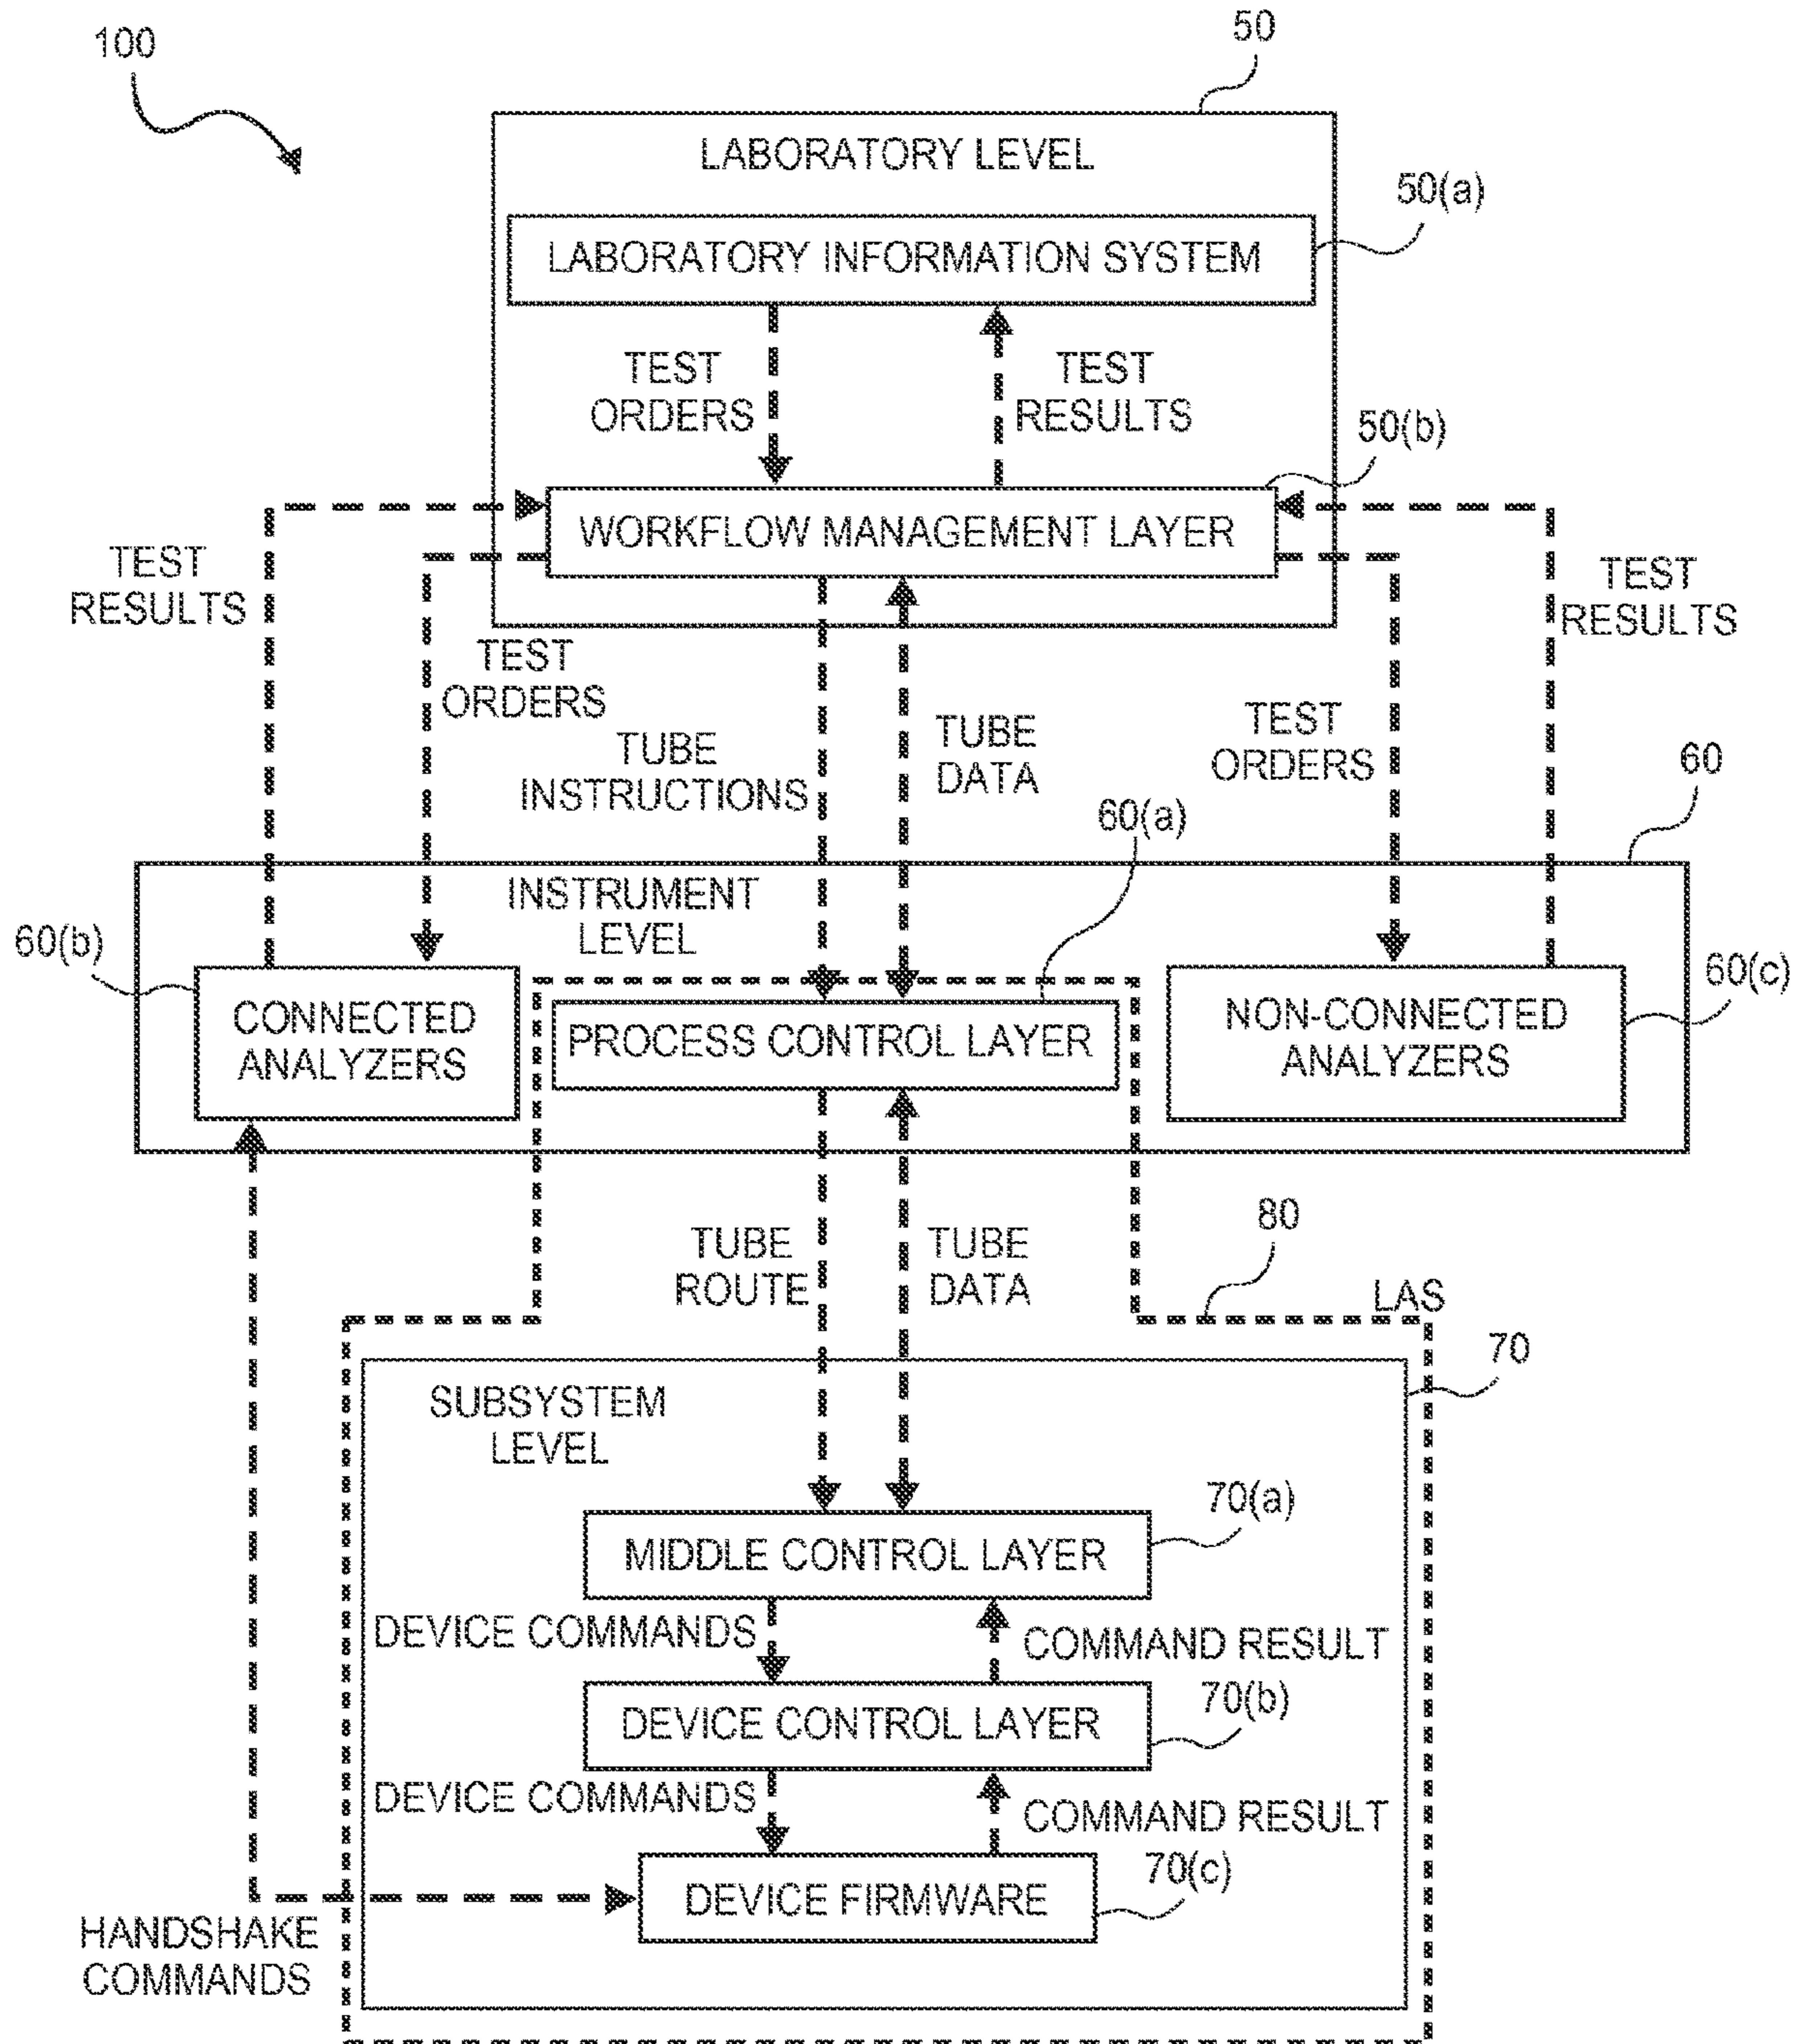 100
50
LABORATORY LEVEL
50(a)
LABORATORY INFORMATION SYSTEM
TEST
ORDERS
TEST
RESULTS
50(b)
WORKFLOW MANAGEMENT LAYER
TEST
RESULTS
TEST
RESULTS
TEST
ORDERS
TUBE
INSTRUCTIONS
TUBE
DATA
TEST
ORDERS
60
60(a)
INSTRUMENT
LEVEL
60(b)
60(c)
CONNECTED
ANALYZERS
PROCESS CONTROL LAYER
NON-CONNECTED
ANALYZERS
TUBE
ROUTE
TUBE
DATA
80
LAS
70
SUBSYSTEM
LEVEL
70(a)
MIDDLE CONTROL LAYER
DEVICE COMMANDS
COMMAND RESULT
70(b)
DEVICE CONTROL LAYER
DEVICE COMMANDS
COMMAND RESULT
70(c)
DEVICE FIRMWARE
HANDSHAKE
COMMANDS